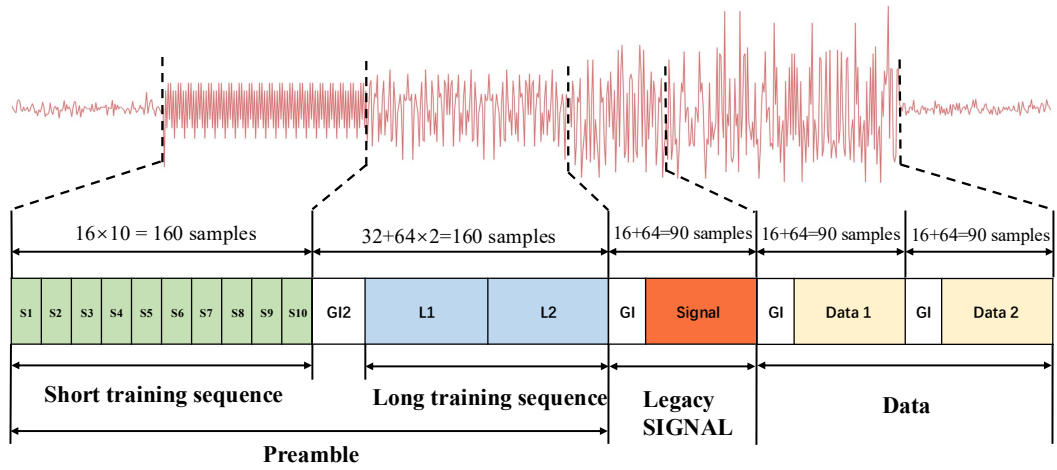 16×10 = 160 samples
32+64×2=160 samples
16+64=90 samples
16+64=90 samples
16+64=90 samples
S1 S2 S3 S4 S5 S6 S7 S8 S9 S10 GI2 L1 L2 GI Signal GI Data 1 GI Data 2
Short training sequence
Long training sequence
Legacy
SIGNAL
Data
Preamble